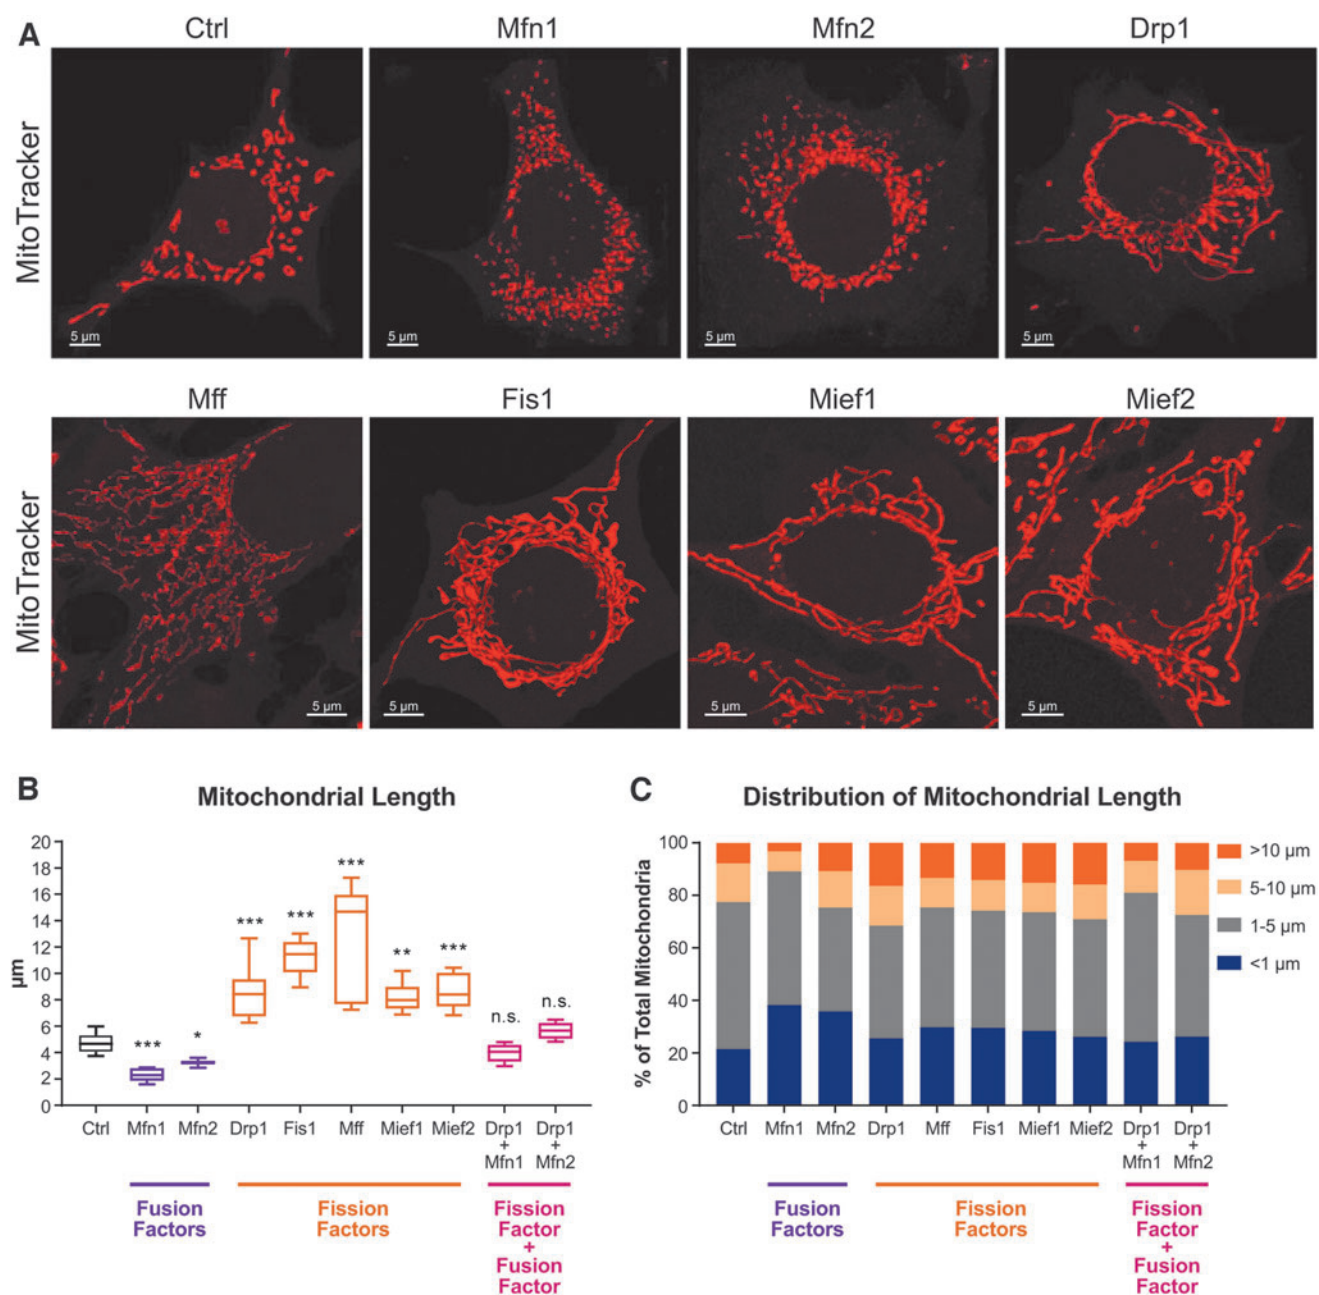 A
Ctrl Mfn1 Mfn2 Drp1
MitoTracker
5 µm 5 µm 5 µm 5 µm
Mff Fis1 Mief1 Mief2
MitoTracker
5 µm 5 µm 5 µm 5 µm
B
Mitochondrial Length
µm
20
18
16
14
12
10
8
6
4
2
0
*** * *** *** *** ** *** n.s. n.s.
Ctrl Mfn1 Mfn2 Drp1 Fis1 Mff Mief1 Mief2 Drp1 Drp1
+ +
Mfn1 Mfn2
Fusion Fission Fission
Factors Factors Factor
+
Fusion
Factor
C
Distribution of Mitochondrial Length
% of Total Mitochondria
100
80
60
40
20
0
>10 µm
5-10 µm
1-5 µm
<1 µm
Ctrl Mfn1 Mfn2 Drp1 Mff Fis1 Mief1 Mief2 Drp1 Drp1
+ +
Mfn1 Mfn2
Fusion Fission Fission
Factors Factors Factor
+
Fusion
Factor